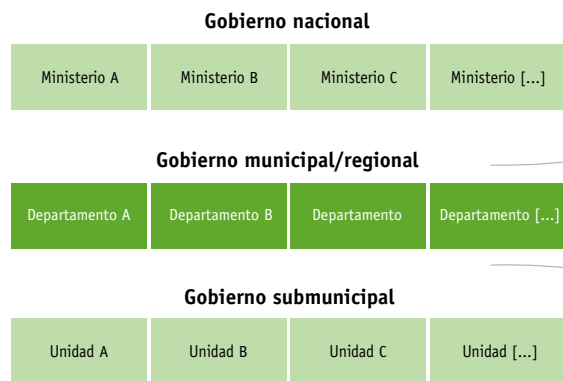 Gobierno nacional
Ministerio A Ministerio B Ministerio C Ministerio [...]
Gobierno municipal/regional
Departamento A Departamento B Departamento Departamento [...]
Gobierno submunicipal
Unidad A Unidad B Unidad C Unidad [...]